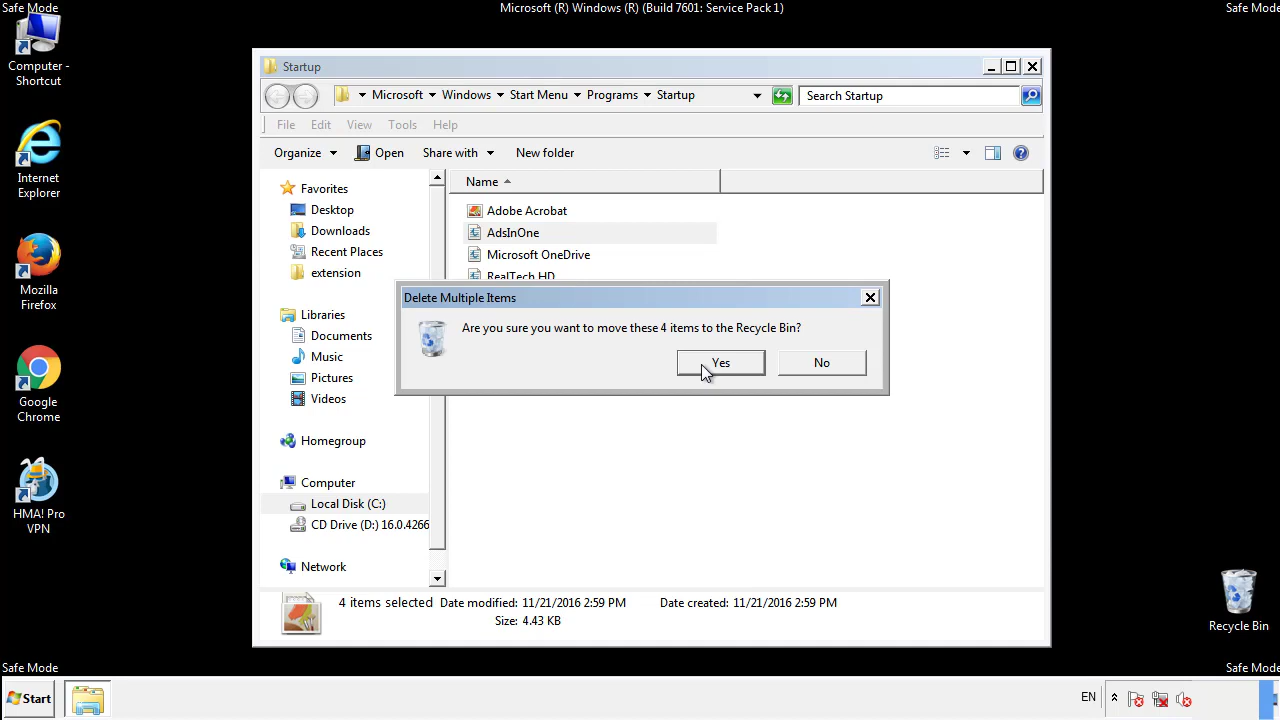 Safe Mode
Microsoft (R) Windows (R) (Build 7601: Service Pack 1)
Safe Mode
Computer -
Shortcut
Internet
Explorer
Mozilla
Firefox
Google
Chrome
HMA! Pro
VPN
Startup
Microsoft Windows Start Menu Programs Startup
Search Startup
File Edit View Tools Help
Organize Open Share with New folder
Favorites
Desktop
Downloads
Recent Places
extension
Libraries
Documents
Music
Pictures
Videos
Homegroup
Computer
Local Disk (C:)
CD Drive (D:) 16.0.4266
Network
Name
Adobe Acrobat
AdsInOne
Microsoft OneDrive
RealTech HD
Delete Multiple Items
Are you sure you want to move these 4 items to the Recycle Bin?
Yes
No
4 items selected Date modified: 11/21/2016 2:59 PM Date created: 11/21/2016 2:59 PM
Size: 4.43 KB
Recycle Bin
Safe Mode
Safe Mode
Start
EN